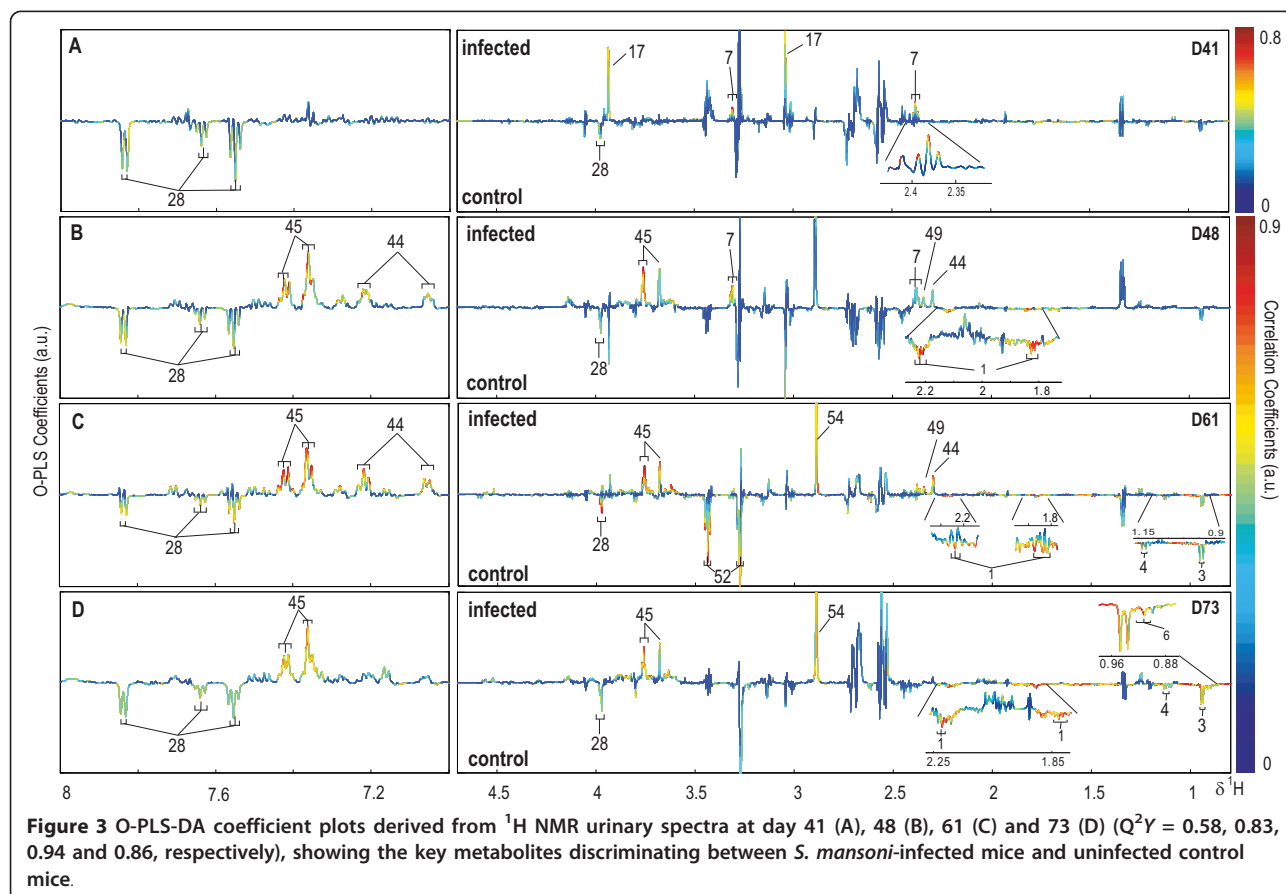 A
infected
17
17
7
7
D41
28
28
control
2.4
2.35
0.8
0
B
infected
45
44
45
7
7
49
44
D48
28
28
control
1
2.2
2
1.8
0.9
C
infected
45
44
45
54
49
44
D61
28
28
control
52
2.2
1.8
1
1.15
0.9
4
3
D
infected
45
45
54
D73
28
28
control
6
0.96
0.88
4
3
1
1
2.25
1.85
0
O-PLS Coefficients (a.u.)
Correlation Coefficients (a.u.)
8 7.6 7.2 4.5 4 3.5 3 2.5 2 1.5 1 δ ¹H
Figure 3 O-PLS-DA coefficient plots derived from ¹H NMR urinary spectra at day 41 (A), 48 (B), 61 (C) and 73 (D) (Q²Y = 0.58, 0.83,
0.94 and 0.86, respectively), showing the key metabolites discriminating between S. mansoni-infected mice and uninfected control
mice.